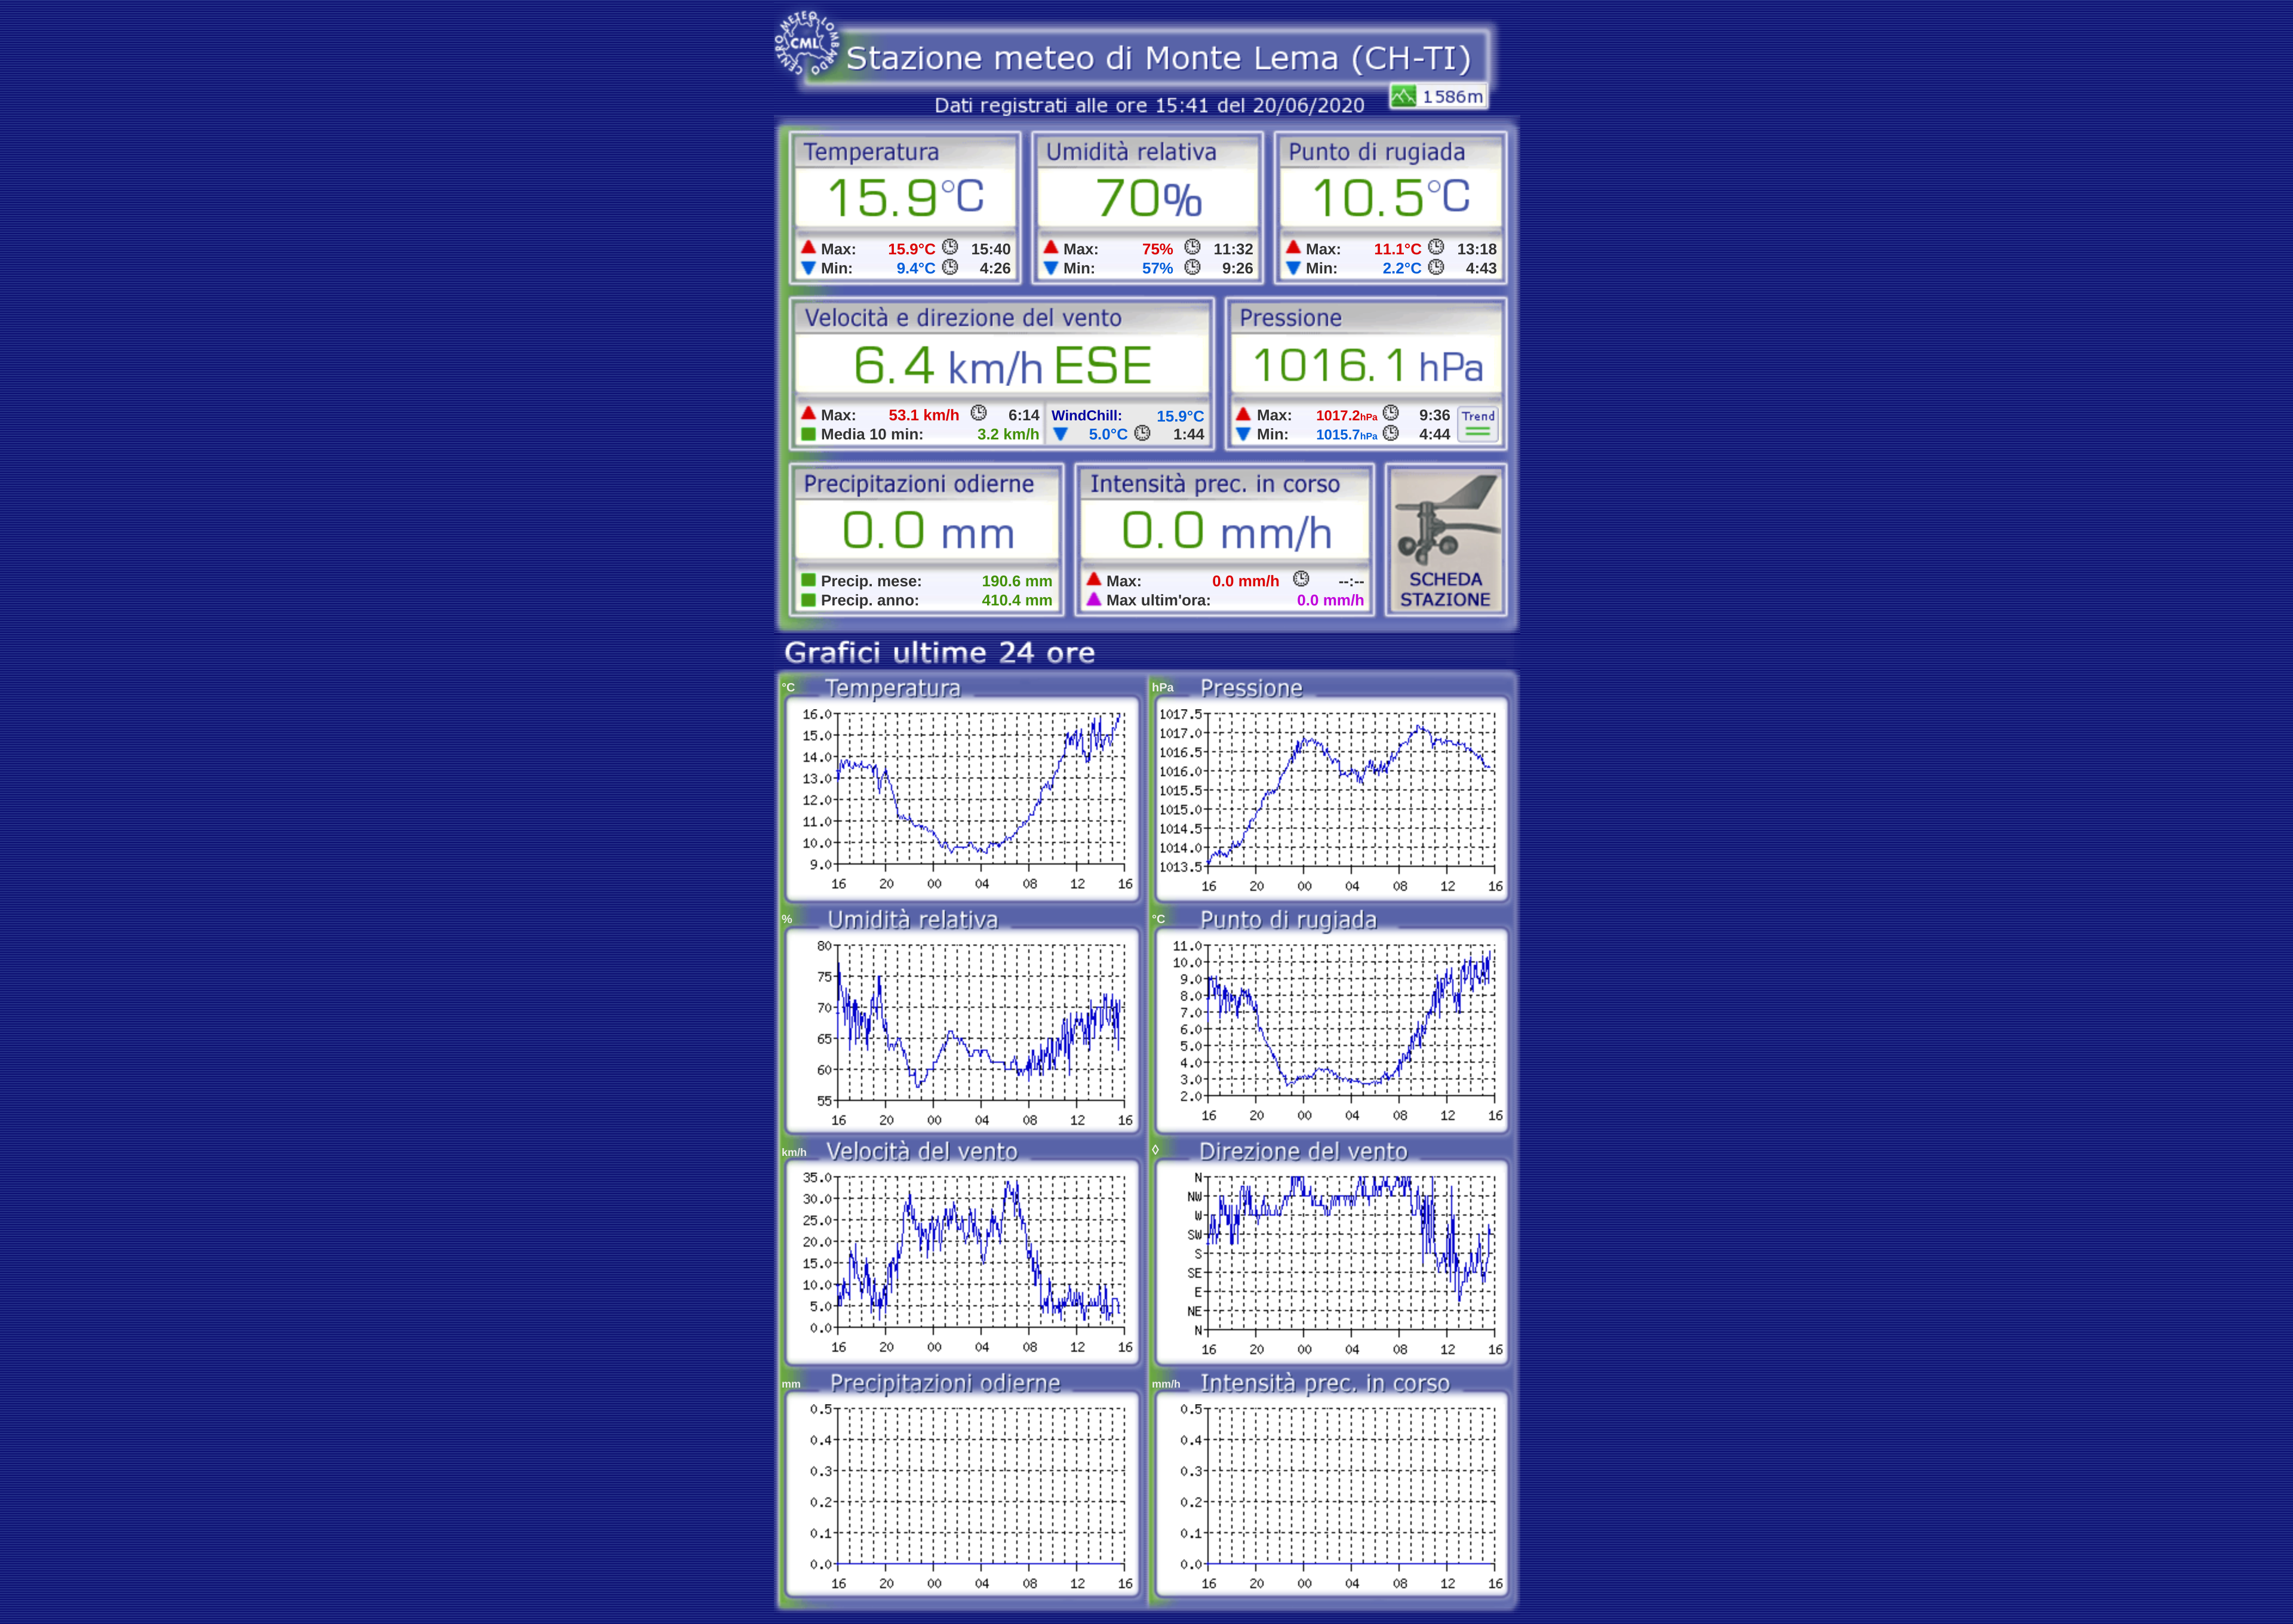 CENTRO METEO LOMBARDO
CML
Stazione meteo di Monte Lema (CH-TI)
Dati registrati alle ore 15:41 del 20/06/2020
1586m
Temperatura
15.9°C
Max: 15.9°C 15:40
Min: 9.4°C 4:26
Umidità relativa
70%
Max: 75% 11:32
Min: 57% 9:26
Punto di rugiada
10.5°C
Max: 11.1°C 13:18
Min: 2.2°C 4:43
Velocità e direzione del vento
6.4 km/h ESE
Max: 53.1 km/h 6:14
Media 10 min: 3.2 km/h
WindChill: 15.9°C
5.0°C 1:44
Pressione
1016.1 hPa
Max: 1017.2hPa 9:36
Min: 1015.7hPa 4:44
Trend
Precipitazioni odierne
0.0 mm
Precip. mese: 190.6 mm
Precip. anno: 410.4 mm
Intensità prec. in corso
0.0 mm/h
Max: 0.0 mm/h --:--
Max ultim'ora: 0.0 mm/h
SCHEDA
STAZIONE
Grafici ultime 24 ore
°C Temperatura
16.0
15.0
14.0
13.0
12.0
11.0
10.0
9.0
16 20 00 04 08 12 16
hPa Pressione
1017.5
1017.0
1016.5
1016.0
1015.5
1015.0
1014.5
1014.0
1013.5
16 20 00 04 08 12 16
% Umidità relativa
80
75
70
65
60
55
16 20 00 04 08 12 16
°C Punto di rugiada
11.0
10.0
9.0
8.0
7.0
6.0
5.0
4.0
3.0
2.0
16 20 00 04 08 12 16
km/h Velocità del vento
35.0
30.0
25.0
20.0
15.0
10.0
5.0
0.0
16 20 00 04 08 12 16
◊ Direzione del vento
N
NW
W
SW
S
SE
E
NE
N
16 20 00 04 08 12 16
mm Precipitazioni odierne
0.5
0.4
0.3
0.2
0.1
0.0
16 20 00 04 08 12 16
mm/h Intensità prec. in corso
0.5
0.4
0.3
0.2
0.1
0.0
16 20 00 04 08 12 16